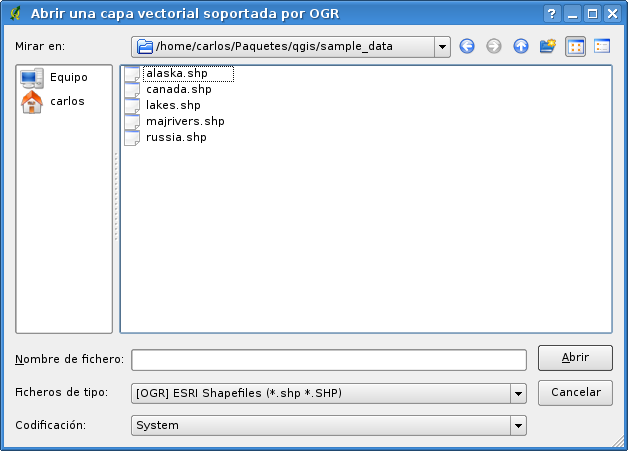 Abrir una capa vectorial soportada por OGR
Mirar en: /home/carlos/Paquetes/qgis/sample_data
Equipo
carlos
alaska.shp
canada.shp
lakes.shp
majrivers.shp
russia.shp
Nombre de fichero: Abrir
Ficheros de tipo: [OGR] ESRI Shapefiles (*.shp *.SHP) Cancelar
Codificación: System